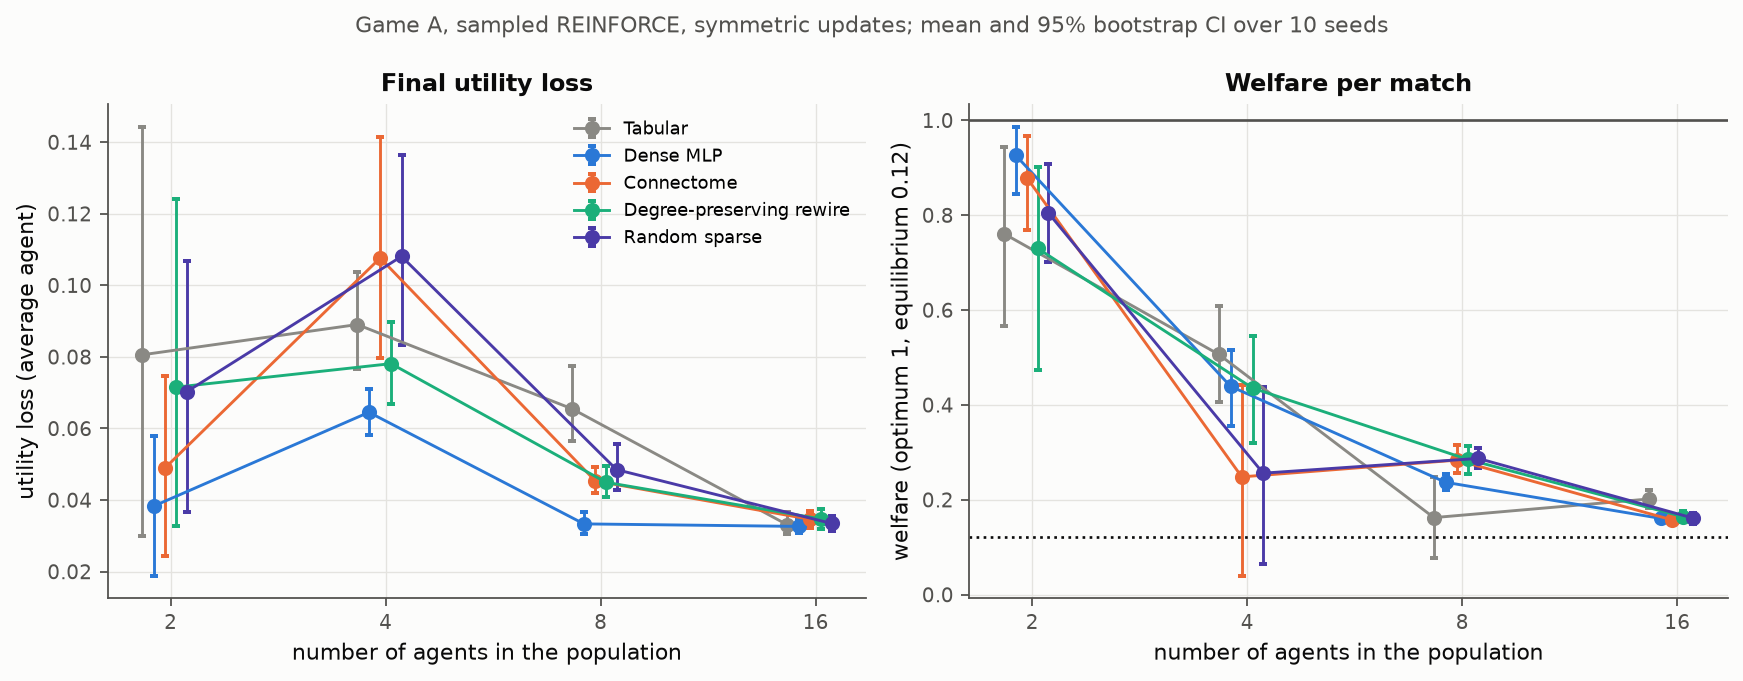 Game A, sampled REINFORCE, symmetric updates; mean and 95% bootstrap CI over 10 seeds
Final utility loss
utility loss (average agent)
0.14
0.12
0.10
0.08
0.06
0.04
0.02
Tabular
Dense MLP
Connectome
Degree-preserving rewire
Random sparse
2 4 8 16
number of agents in the population
Welfare per match
welfare (optimum 1, equilibrium 0.12)
1.0
0.8
0.6
0.4
0.2
0.0
2 4 8 16
number of agents in the population